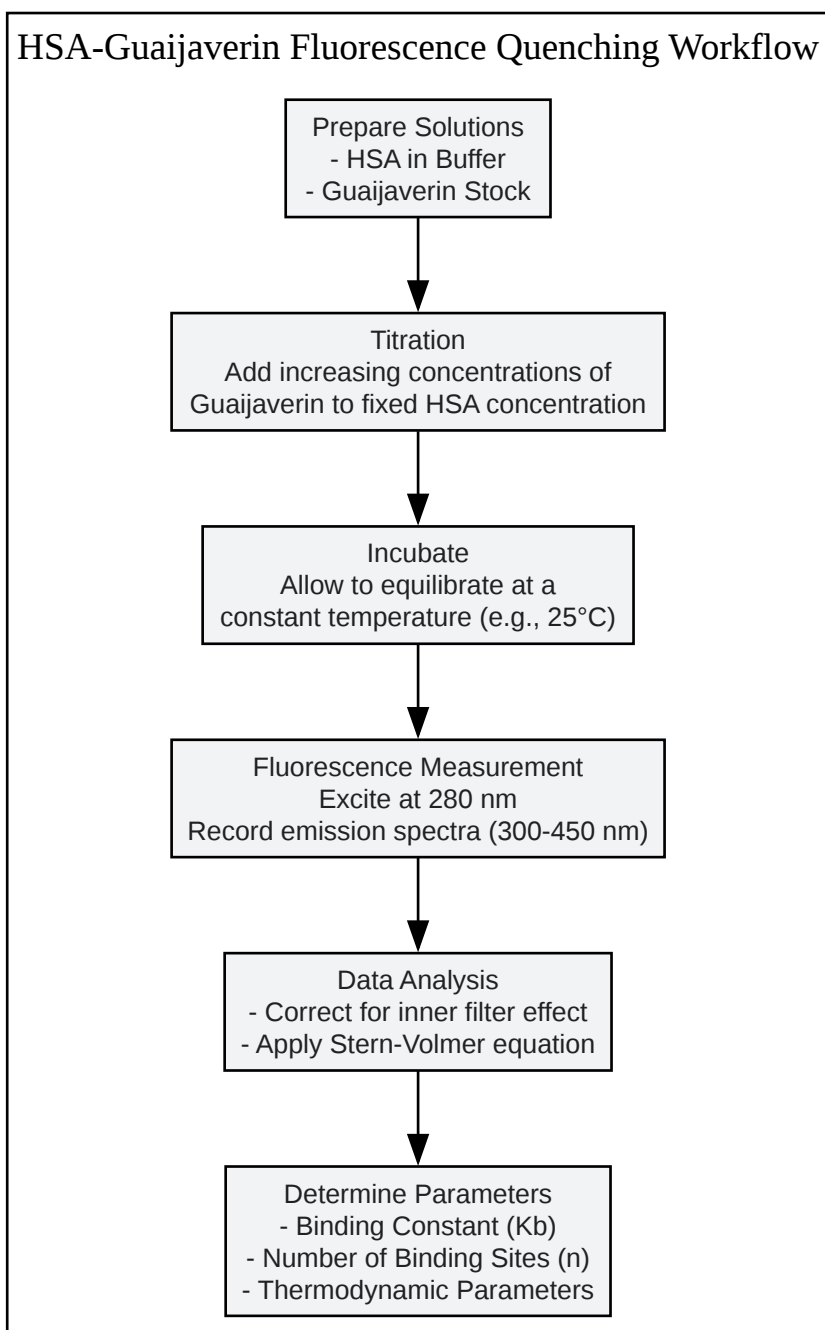 HSA-Guaijaverin Fluorescence Quenching Workflow
Prepare Solutions
- HSA in Buffer
- Guaijaverin Stock
Titration
Add increasing concentrations of
Guaijaverin to fixed HSA concentration
Incubate
Allow to equilibrate at a
constant temperature (e.g., 25°C)
Fluorescence Measurement
Excite at 280 nm
Record emission spectra (300-450 nm)
Data Analysis
- Correct for inner filter effect
- Apply Stern-Volmer equation
Determine Parameters
- Binding Constant (Kb)
- Number of Binding Sites (n)
- Thermodynamic Parameters